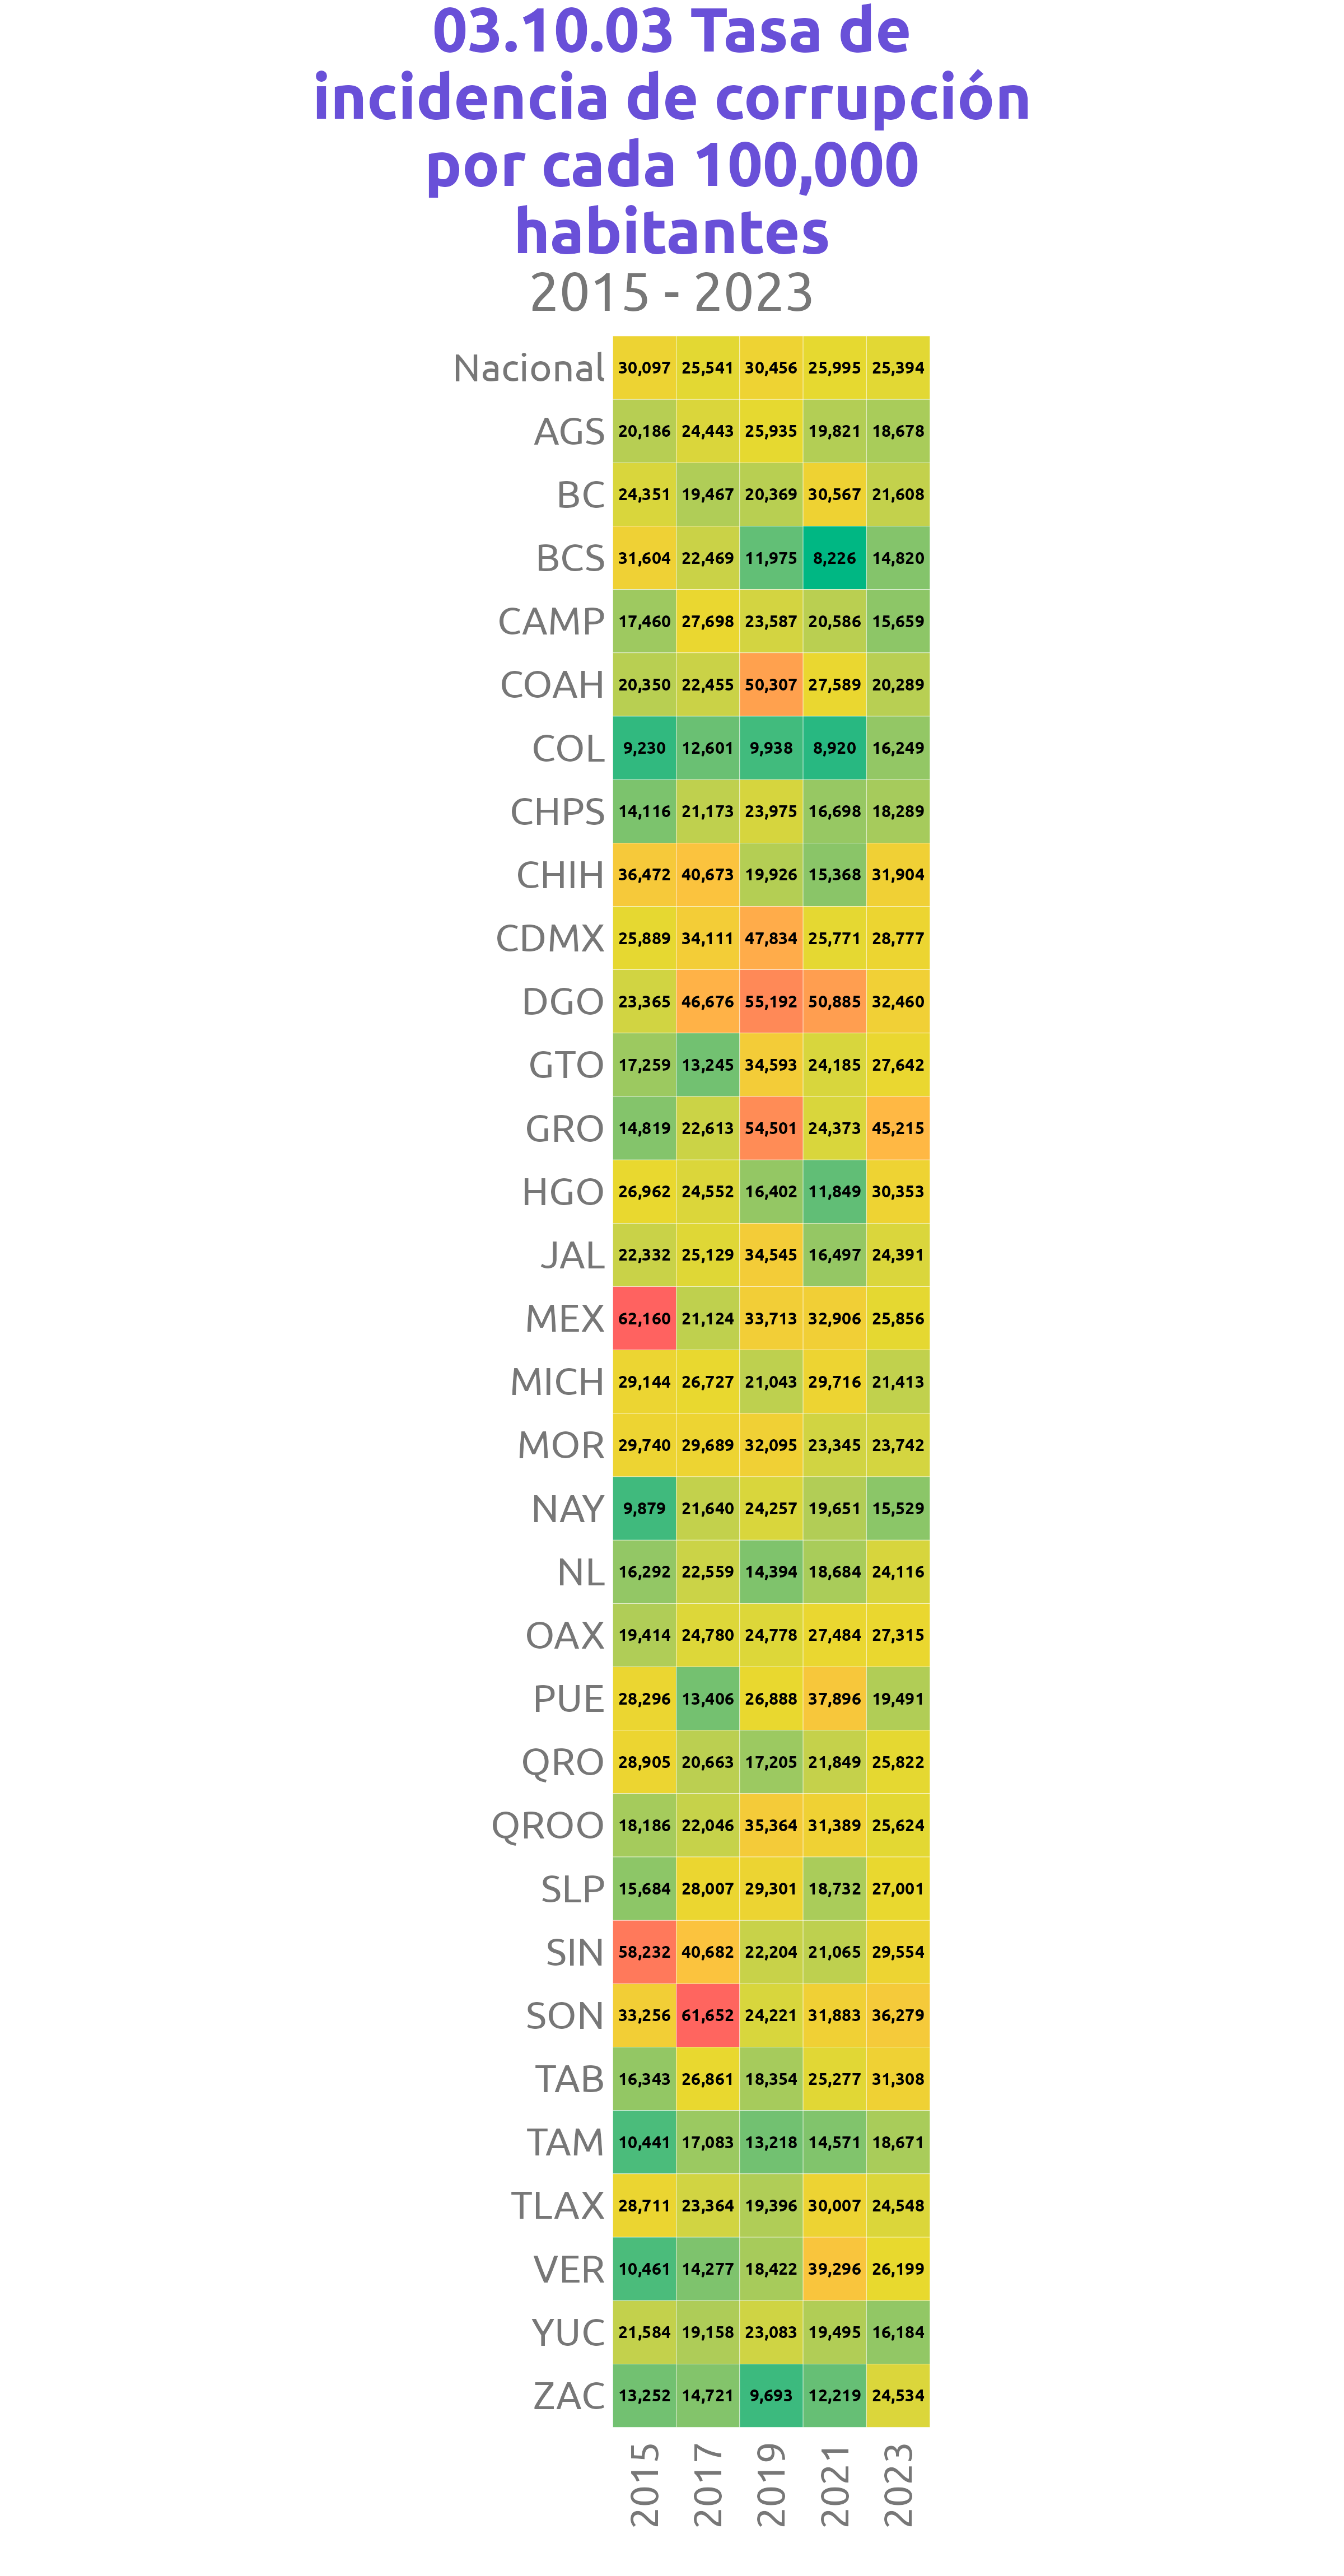 03.10.03 Tasa de
incidencia de corrupción
por cada 100,000
habitantes
2015 - 2023
Nacional 30,097 25,541 30,456 25,995 25,394
AGS 20,186 24,443 25,935 19,821 18,678
BC 24,351 19,467 20,369 30,567 21,608
BCS 31,604 22,469 11,975 8,226 14,820
CAMP 17,460 27,698 23,587 20,586 15,659
COAH 20,350 22,455 50,307 27,589 20,289
COL 9,230 12,601 9,938 8,920 16,249
CHPS 14,116 21,173 23,975 16,698 18,289
CHIH 36,472 40,673 19,926 15,368 31,904
CDMX 25,889 34,111 47,834 25,771 28,777
DGO 23,365 46,676 55,192 50,885 32,460
GTO 17,259 13,245 34,593 24,185 27,642
GRO 14,819 22,613 54,501 24,373 45,215
HGO 26,962 24,552 16,402 11,849 30,353
JAL 22,332 25,129 34,545 16,497 24,391
MEX 62,160 21,124 33,713 32,906 25,856
MICH 29,144 26,727 21,043 29,716 21,413
MOR 29,740 29,689 32,095 23,345 23,742
NAY 9,879 21,640 24,257 19,651 15,529
NL 16,292 22,559 14,394 18,684 24,116
OAX 19,414 24,780 24,778 27,484 27,315
PUE 28,296 13,406 26,888 37,896 19,491
QRO 28,905 20,663 17,205 21,849 25,822
QROO 18,186 22,046 35,364 31,389 25,624
SLP 15,684 28,007 29,301 18,732 27,001
SIN 58,232 40,682 22,204 21,065 29,554
SON 33,256 61,652 24,221 31,883 36,279
TAB 16,343 26,861 18,354 25,277 31,308
TAM 10,441 17,083 13,218 14,571 18,671
TLAX 28,711 23,364 19,396 30,007 24,548
VER 10,461 14,277 18,422 39,296 26,199
YUC 21,584 19,158 23,083 19,495 16,184
ZAC 13,252 14,721 9,693 12,219 24,534
2015 2017 2019 2021 2023